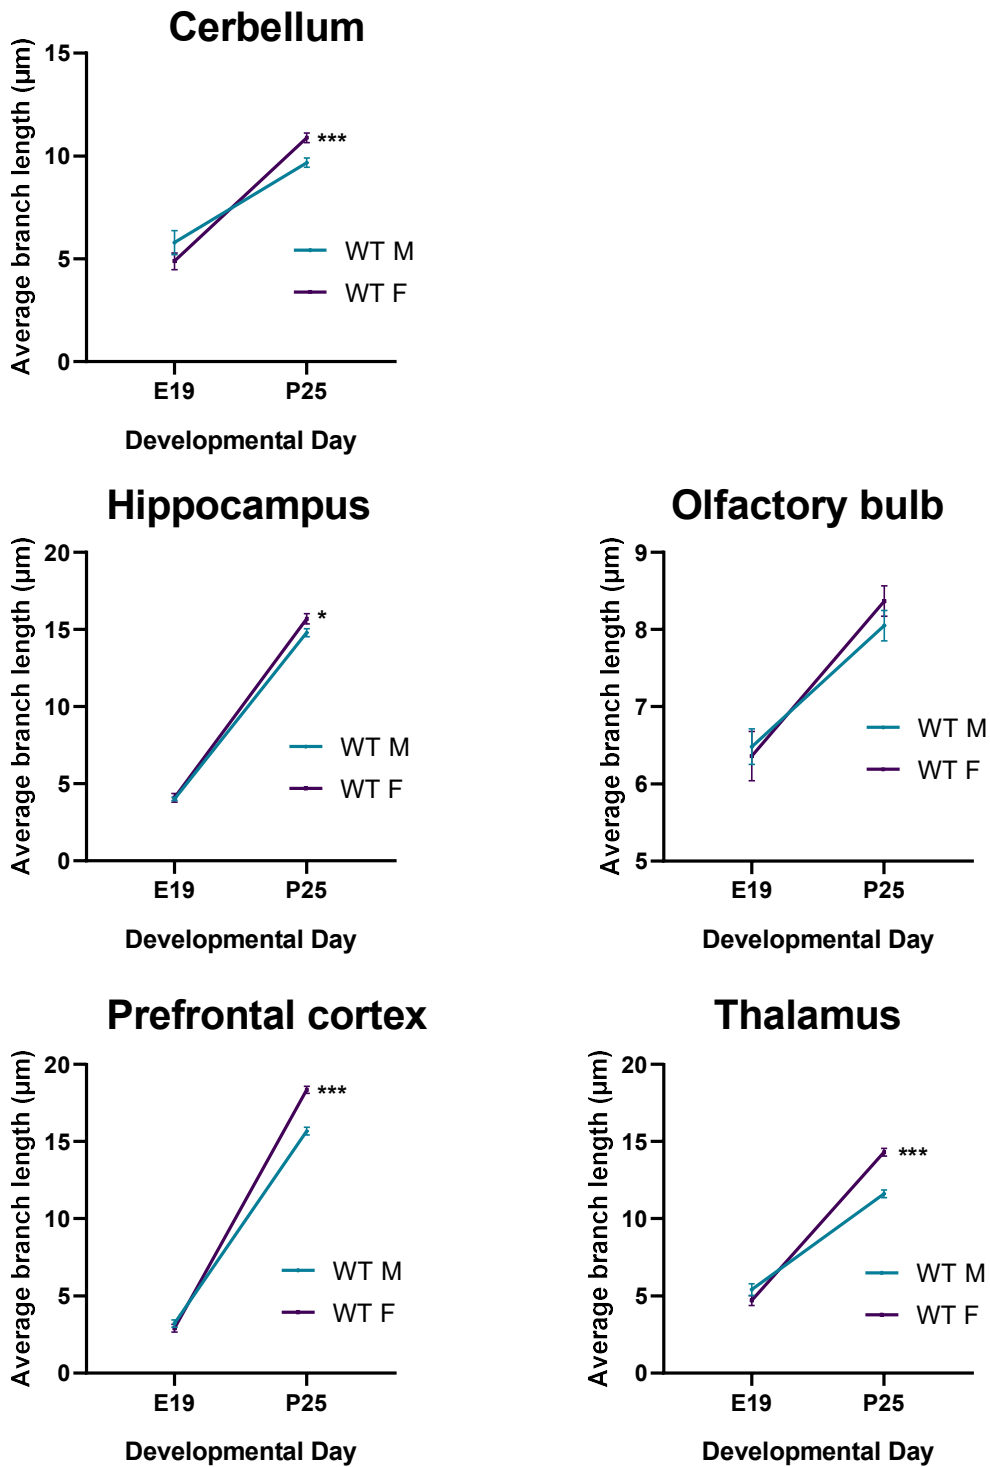 Cerbellum
Average branch length (µm)
15
10
5
0
***
WT M
WT F
E19 P25
Developmental Day
Hippocampus
Average branch length (µm)
20
15
10
5
0
*
WT M
WT F
E19 P25
Developmental Day
Olfactory bulb
Average branch length (µm)
9
8
7
6
5
WT M
WT F
E19 P25
Developmental Day
Prefrontal cortex
Average branch length (µm)
20
15
10
5
0
***
WT M
WT F
E19 P25
Developmental Day
Thalamus
Average branch length (µm)
20
15
10
5
0
***
WT M
WT F
E19 P25
Developmental Day